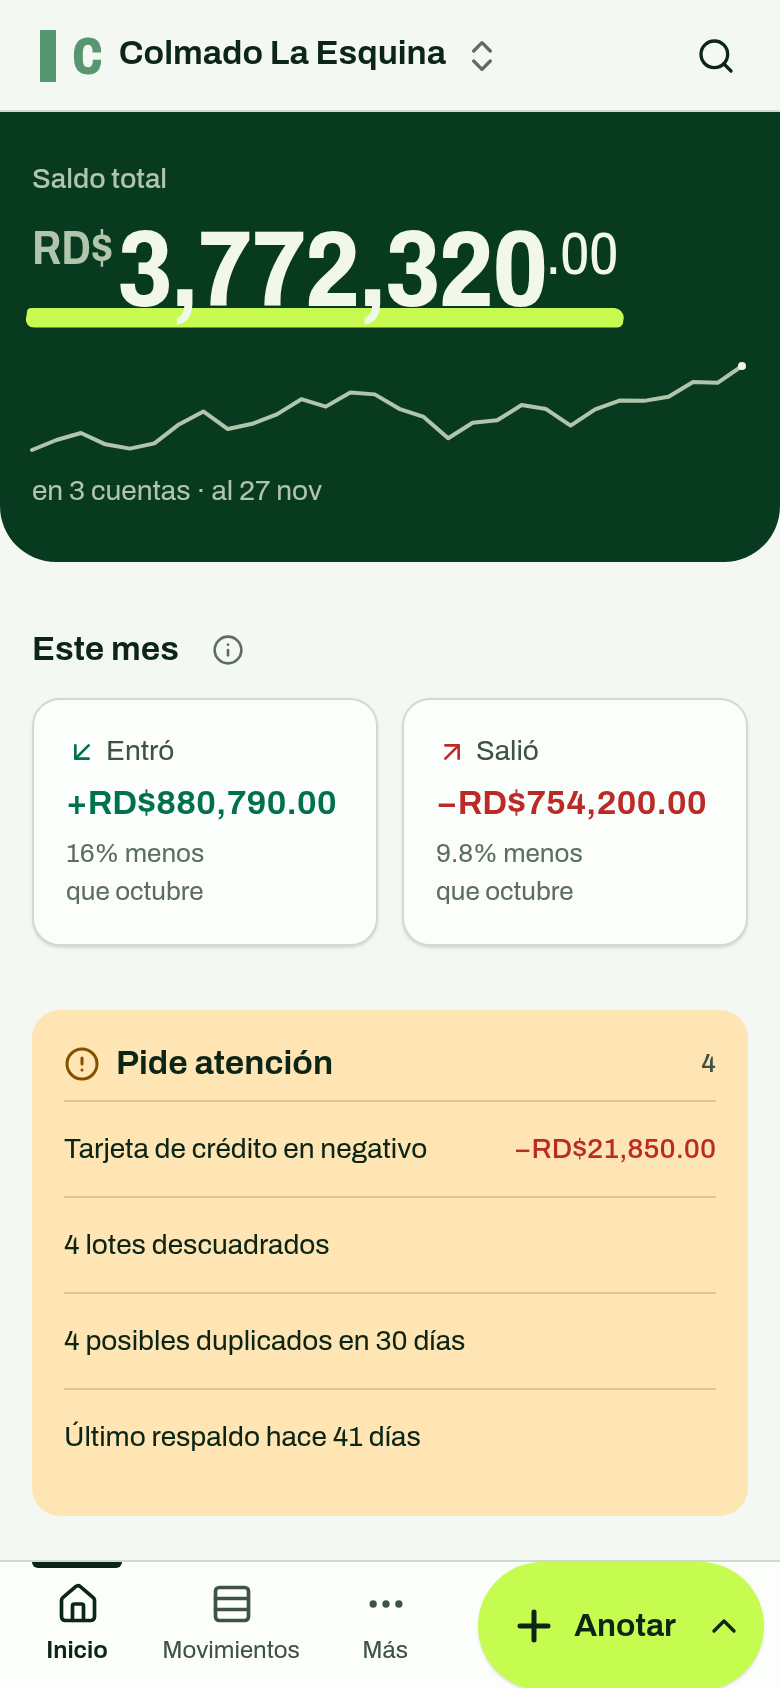 C Colmado La Esquina
Saldo total
RD$3,772,320.00
en 3 cuentas · al 27 nov
Este mes
Entró
+RD$880,790.00
16% menos
que octubre
Salió
−RD$754,200.00
9.8% menos
que octubre
Pide atención 4
Tarjeta de crédito en negativo −RD$21,850.00
4 lotes descuadrados
4 posibles duplicados en 30 días
Último respaldo hace 41 días
Inicio
Movimientos
Más
Anotar